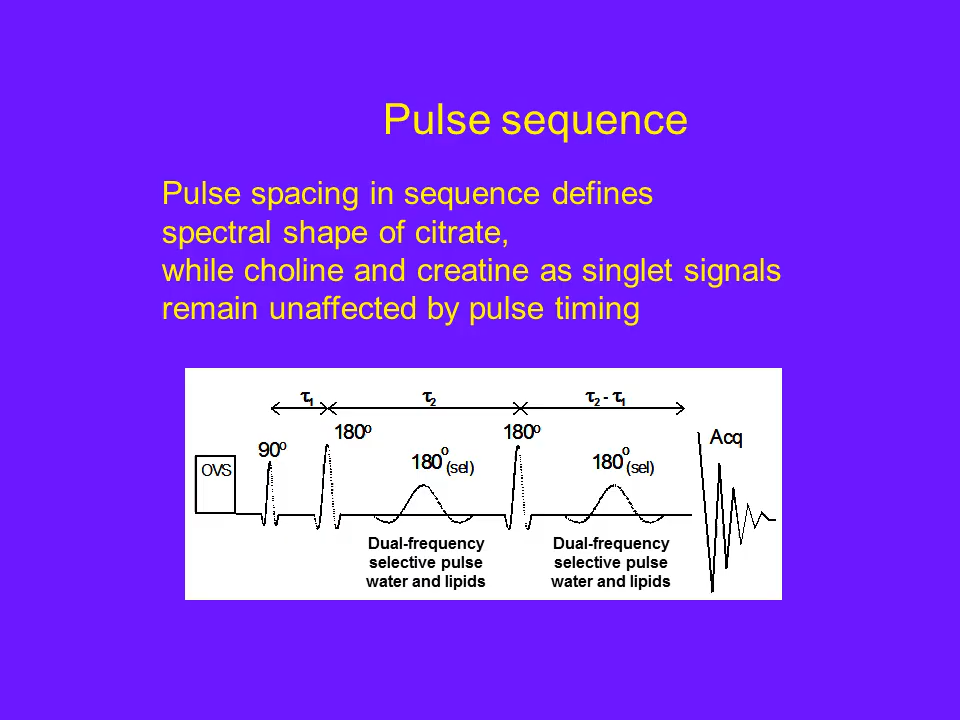 Pulse sequence
Pulse spacing in sequence defines
spectral shape of citrate,
while choline and creatine as singlet signals
remain unaffected by pulse timing
τ1 τ2 τ2 - τ1
OVS 90° 180° 180°(sel) 180° 180°(sel) Acq
Dual-frequency
selective pulse
water and lipids
Dual-frequency
selective pulse
water and lipids